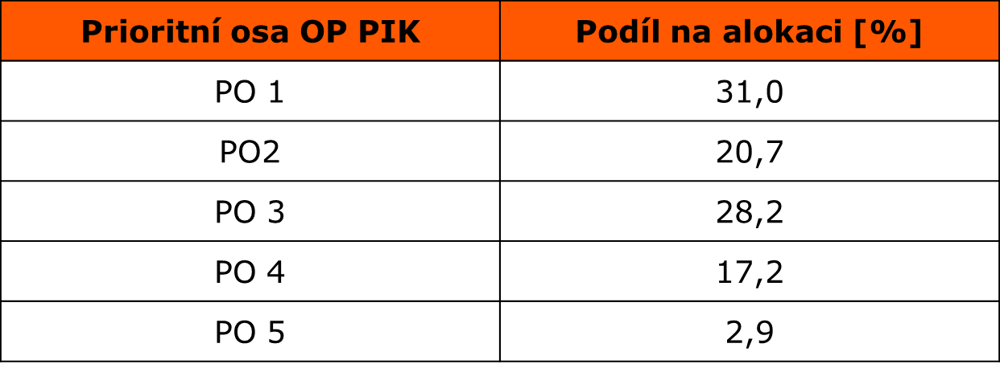 Prioritní osa OP PIK Podíl na alokaci [%]
PO 1 31,0
PO2 20,7
PO 3 28,2
PO 4 17,2
PO 5 2,9